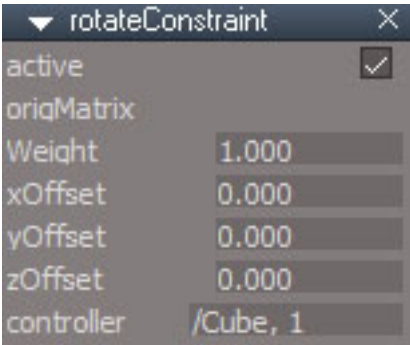 rotateConstraint
active
origMatrix
Weight 1.000
xOffset 0.000
yOffset 0.000
zOffset 0.000
controller /Cube, 1